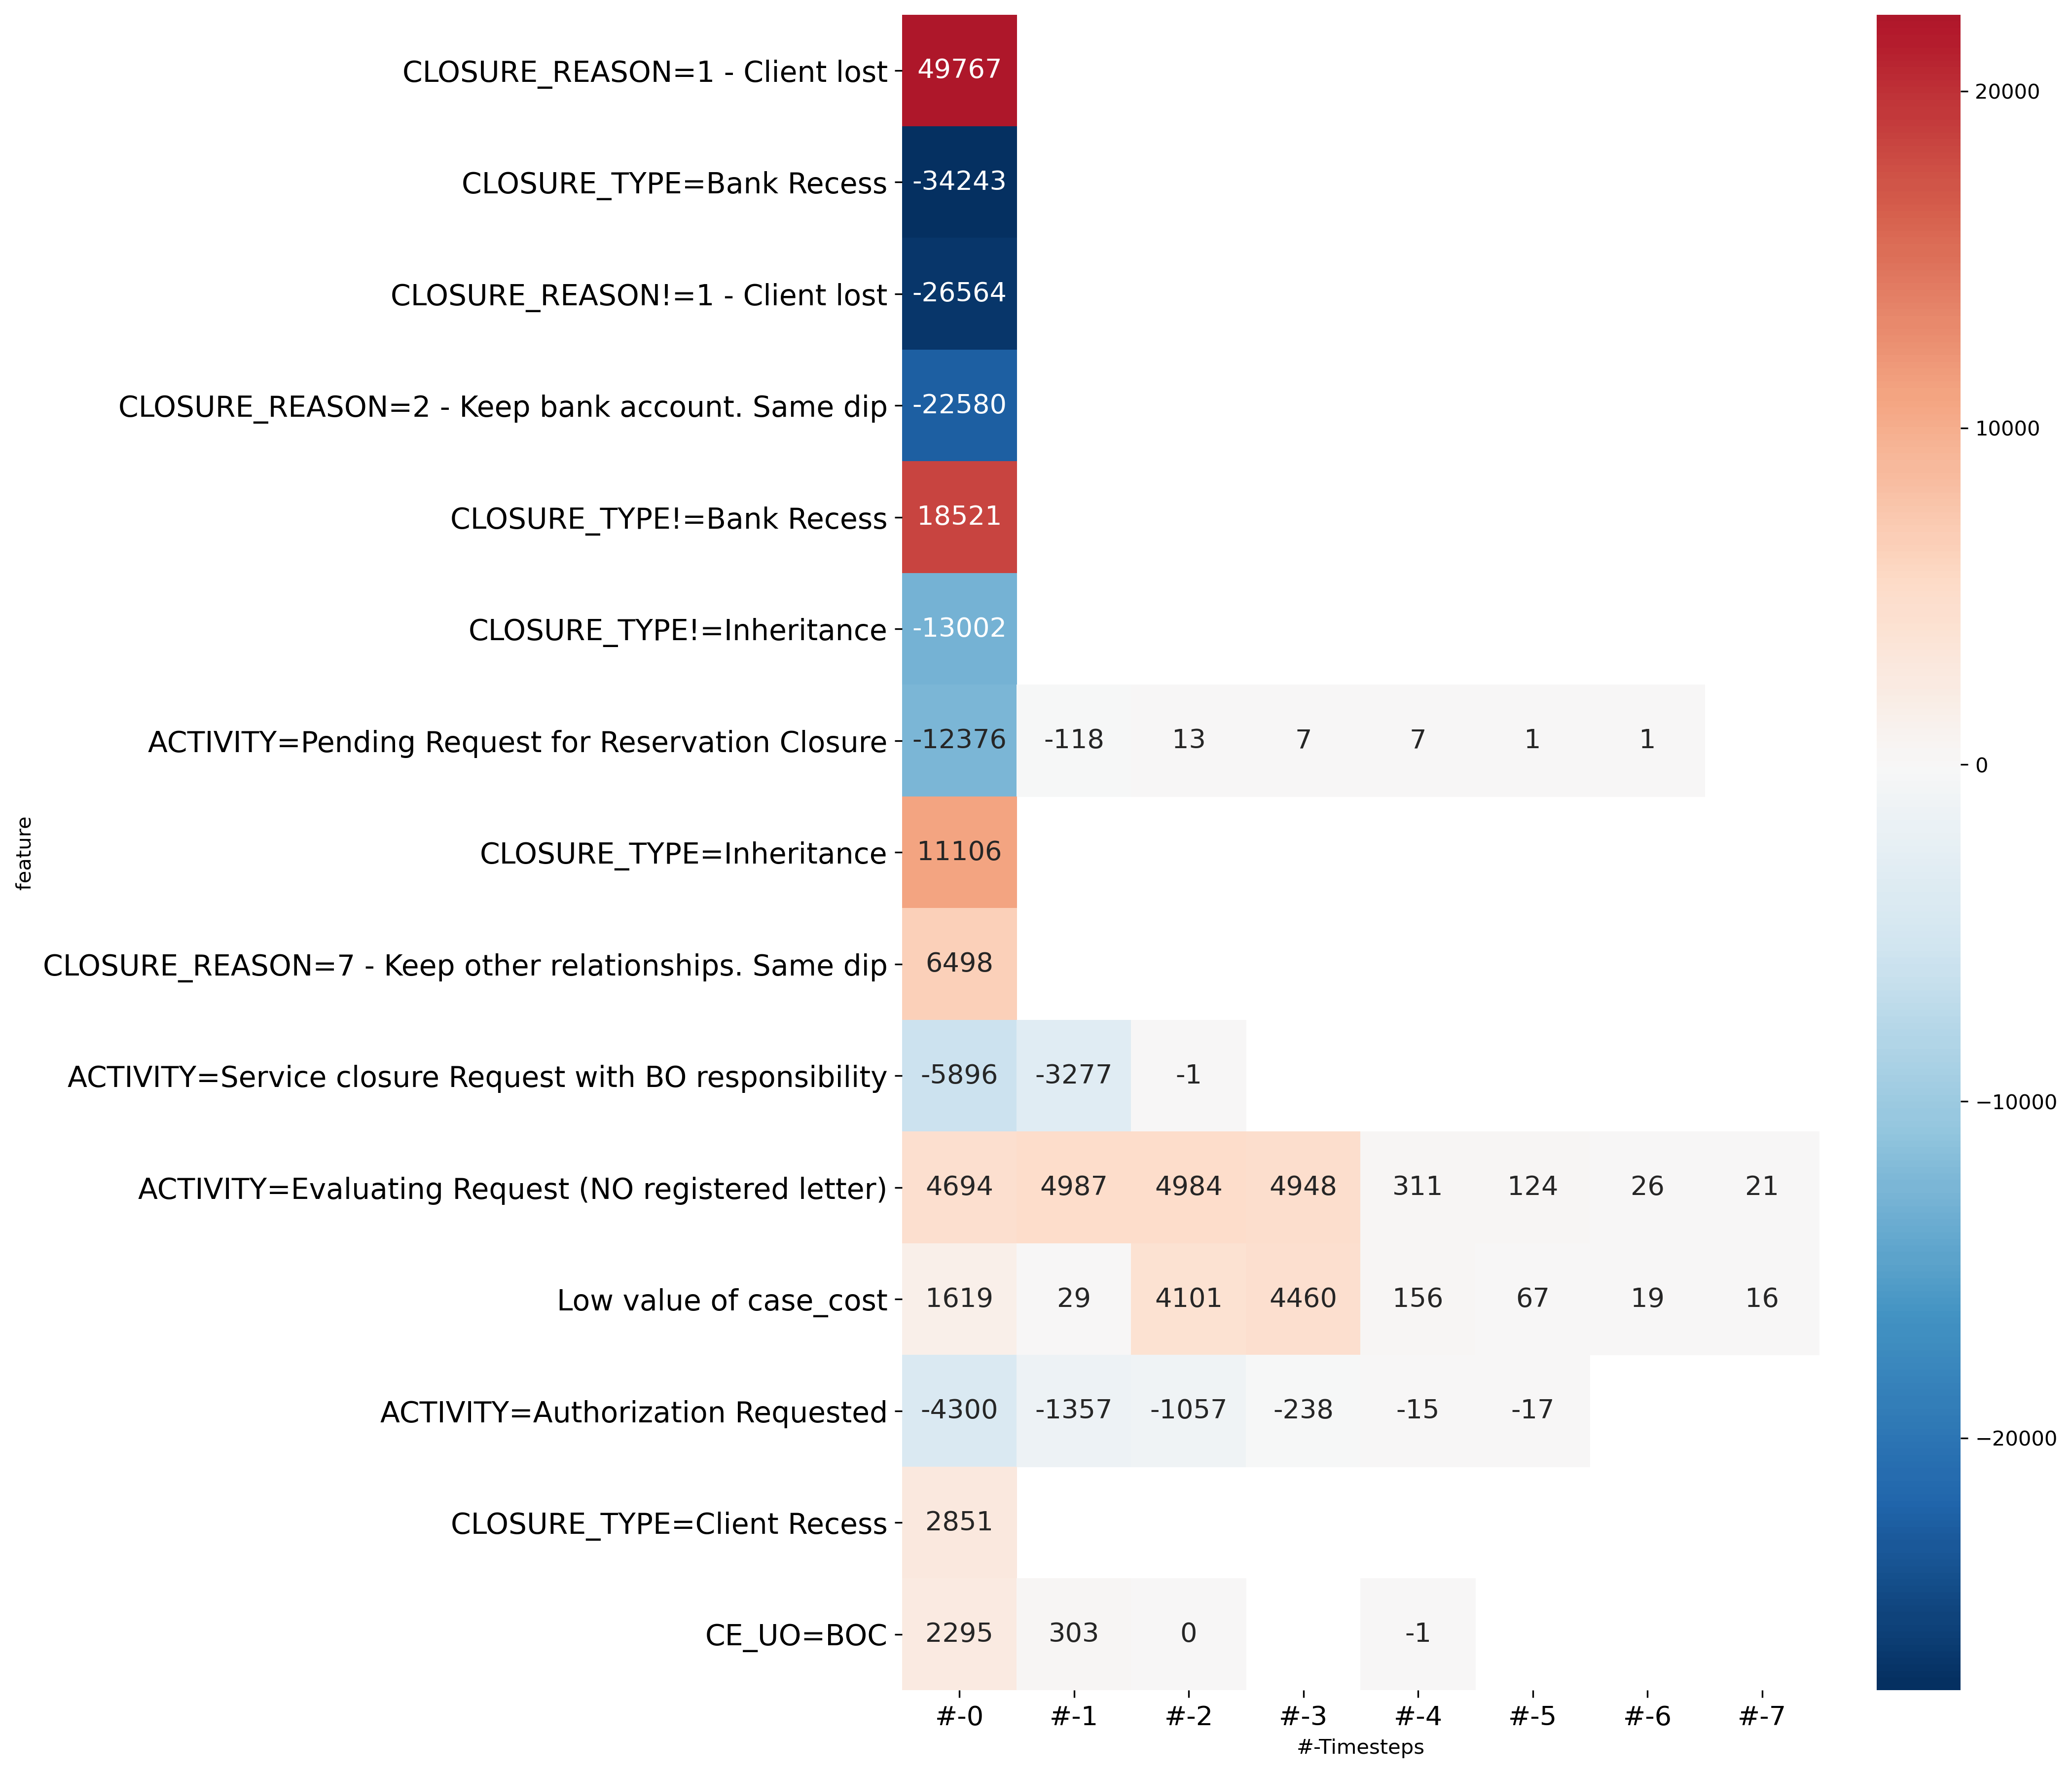 CLOSURE_REASON=1 - Client lost 49767
CLOSURE_TYPE=Bank Recess -34243
CLOSURE_REASON!=1 - Client lost -26564
CLOSURE_REASON=2 - Keep bank account. Same dip -22580
CLOSURE_TYPE!=Bank Recess 18521
CLOSURE_TYPE!=Inheritance -13002
ACTIVITY=Pending Request for Reservation Closure -12376 -118 13 7 7 1 1
CLOSURE_TYPE=Inheritance 11106
CLOSURE_REASON=7 - Keep other relationships. Same dip 6498
ACTIVITY=Service closure Request with BO responsibility -5896 -3277 -1
ACTIVITY=Evaluating Request (NO registered letter) 4694 4987 4984 4948 311 124 26 21
Low value of case_cost 1619 29 4101 4460 156 67 19 16
ACTIVITY=Authorization Requested -4300 -1357 -1057 -238 -15 -17
CLOSURE_TYPE=Client Recess 2851
CE_UO=BOC 2295 303 0 -1
feature
#-0 #-1 #-2 #-3 #-4 #-5 #-6 #-7
#-Timesteps
20000
10000
0
−10000
−20000